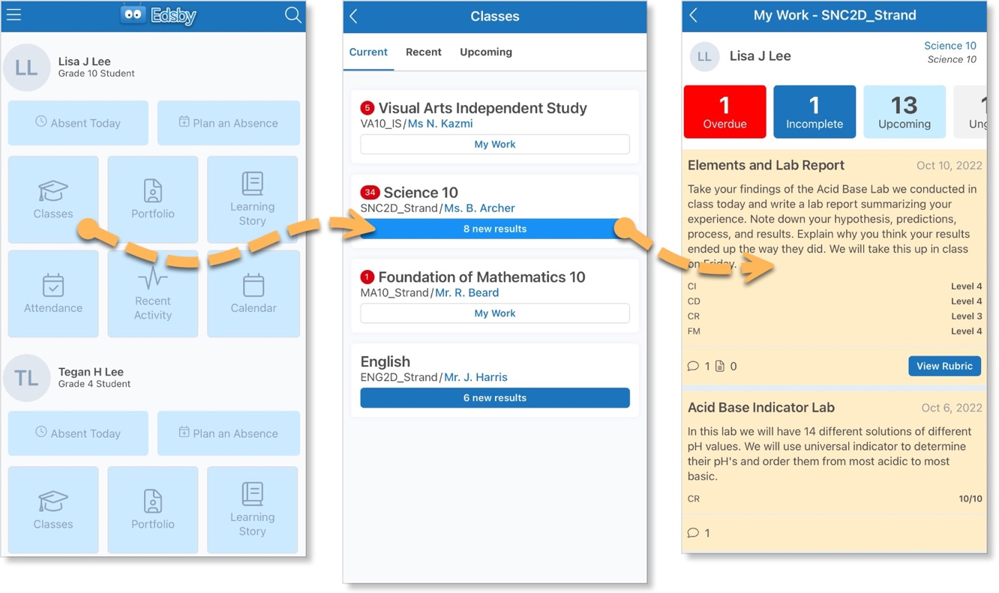 Edsby
LL
Lisa J Lee
Grade 10 Student
Absent Today
Plan an Absence
Classes
Portfolio
Learning
Story
Attendance
Recent
Activity
Calendar
TL
Tegan H Lee
Grade 4 Student
Absent Today
Plan an Absence
Classes
Portfolio
Learning
Story
Classes
Current
Recent
Upcoming
5 Visual Arts Independent Study
VA10_IS/Ms N. Kazmi
My Work
34 Science 10
SNC2D_Strand/Ms. B. Archer
8 new results
1 Foundation of Mathematics 10
MA10_Strand/Mr. R. Beard
My Work
English
ENG2D_Strand/Mr. J. Harris
6 new results
My Work - SNC2D_Strand
LL
Lisa J Lee
Science 10
Science 10
1
Overdue
1
Incomplete
13
Upcoming
Elements and Lab Report Oct 10, 2022
Take your findings of the Acid Base Lab we conducted in
class today and write a lab report summarizing your
experience. Note down your hypothesis, predictions,
process, and results. Explain why you think your results
ended up the way they did. We will take this up in class
on Friday.
CI Level 4
CD Level 4
CR Level 3
FM Level 4
1 0 View Rubric
Acid Base Indicator Lab Oct 6, 2022
In this lab we will have 14 different solutions of different
pH values. We will use universal indicator to determine
their pH's and order them from most acidic to most
basic.
CR 10/10
1